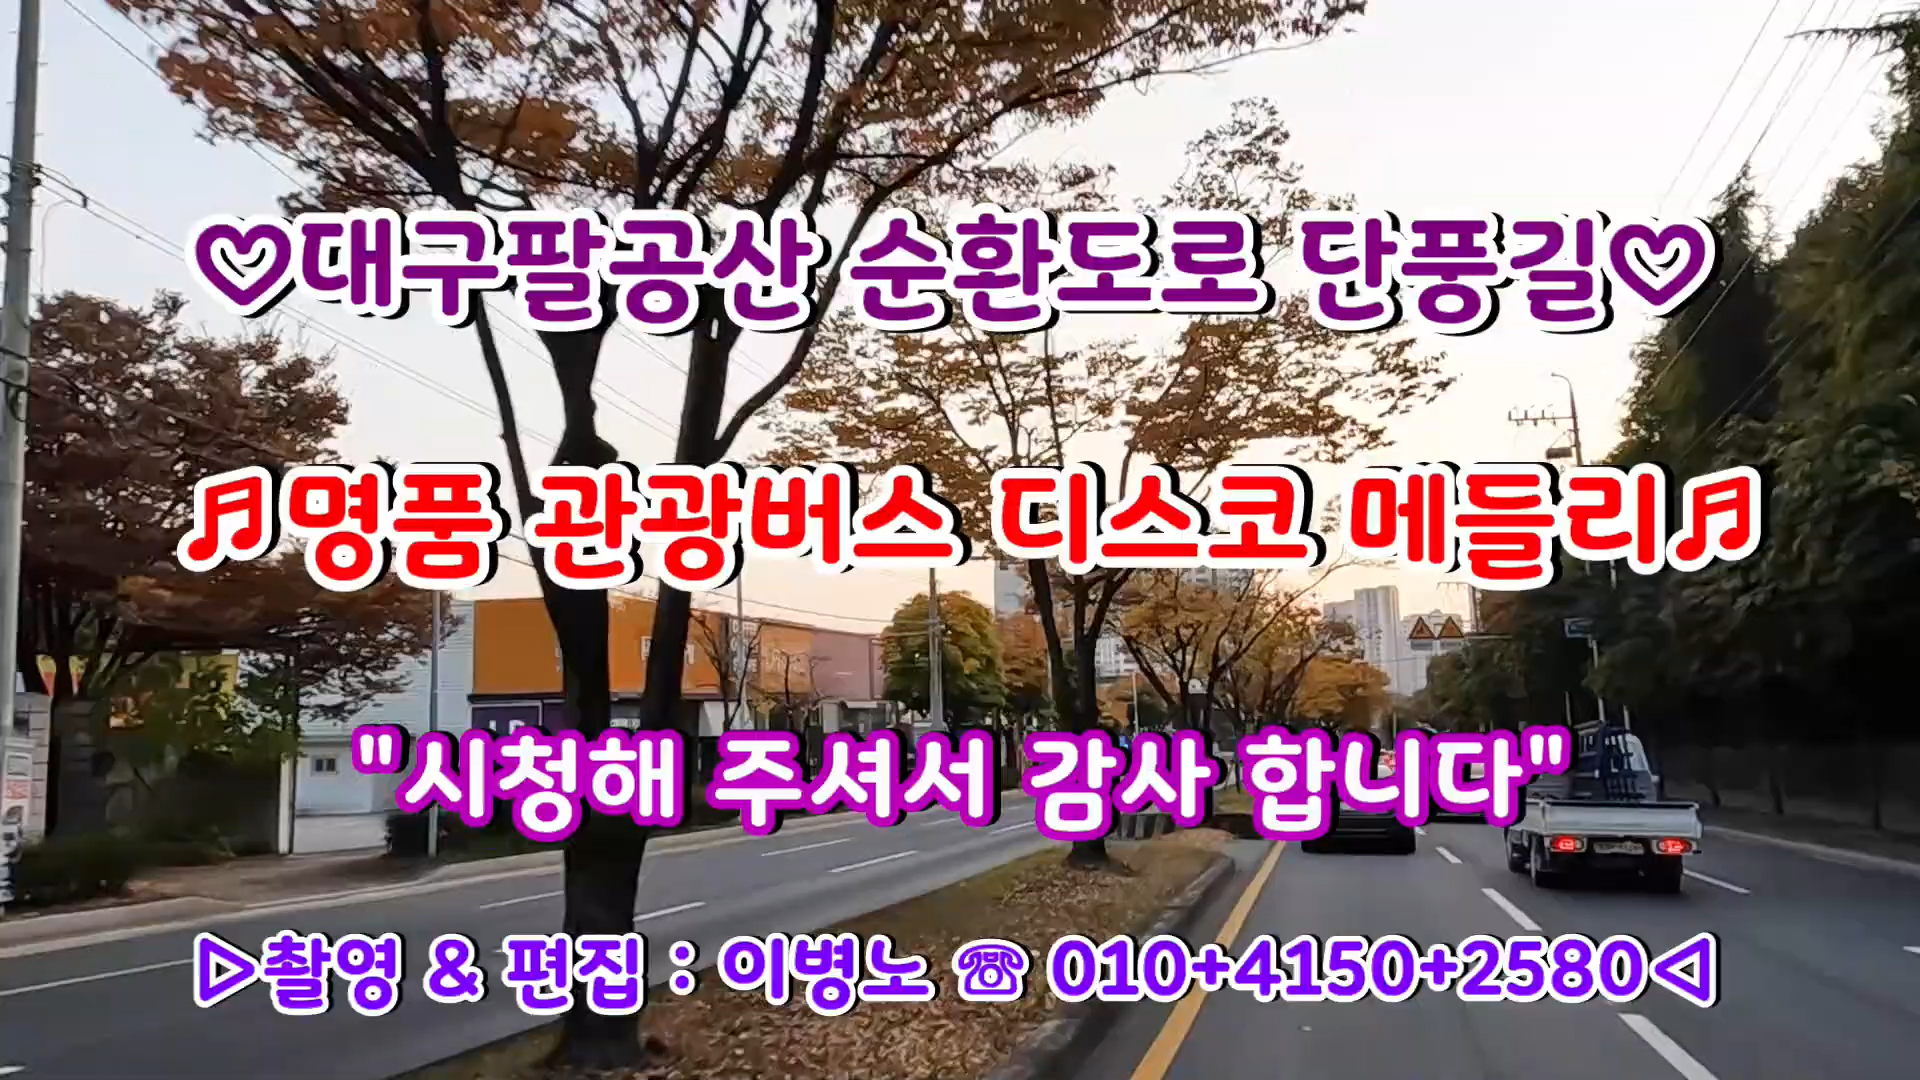 ♡대구팔공산 순환도로 단풍길♡
♬명품 관광버스 디스코 메들리♬
"시청해 주셔서 감사 합니다"
▷촬영 & 편집 : 이병노 ☏ 010+4150+2580◁